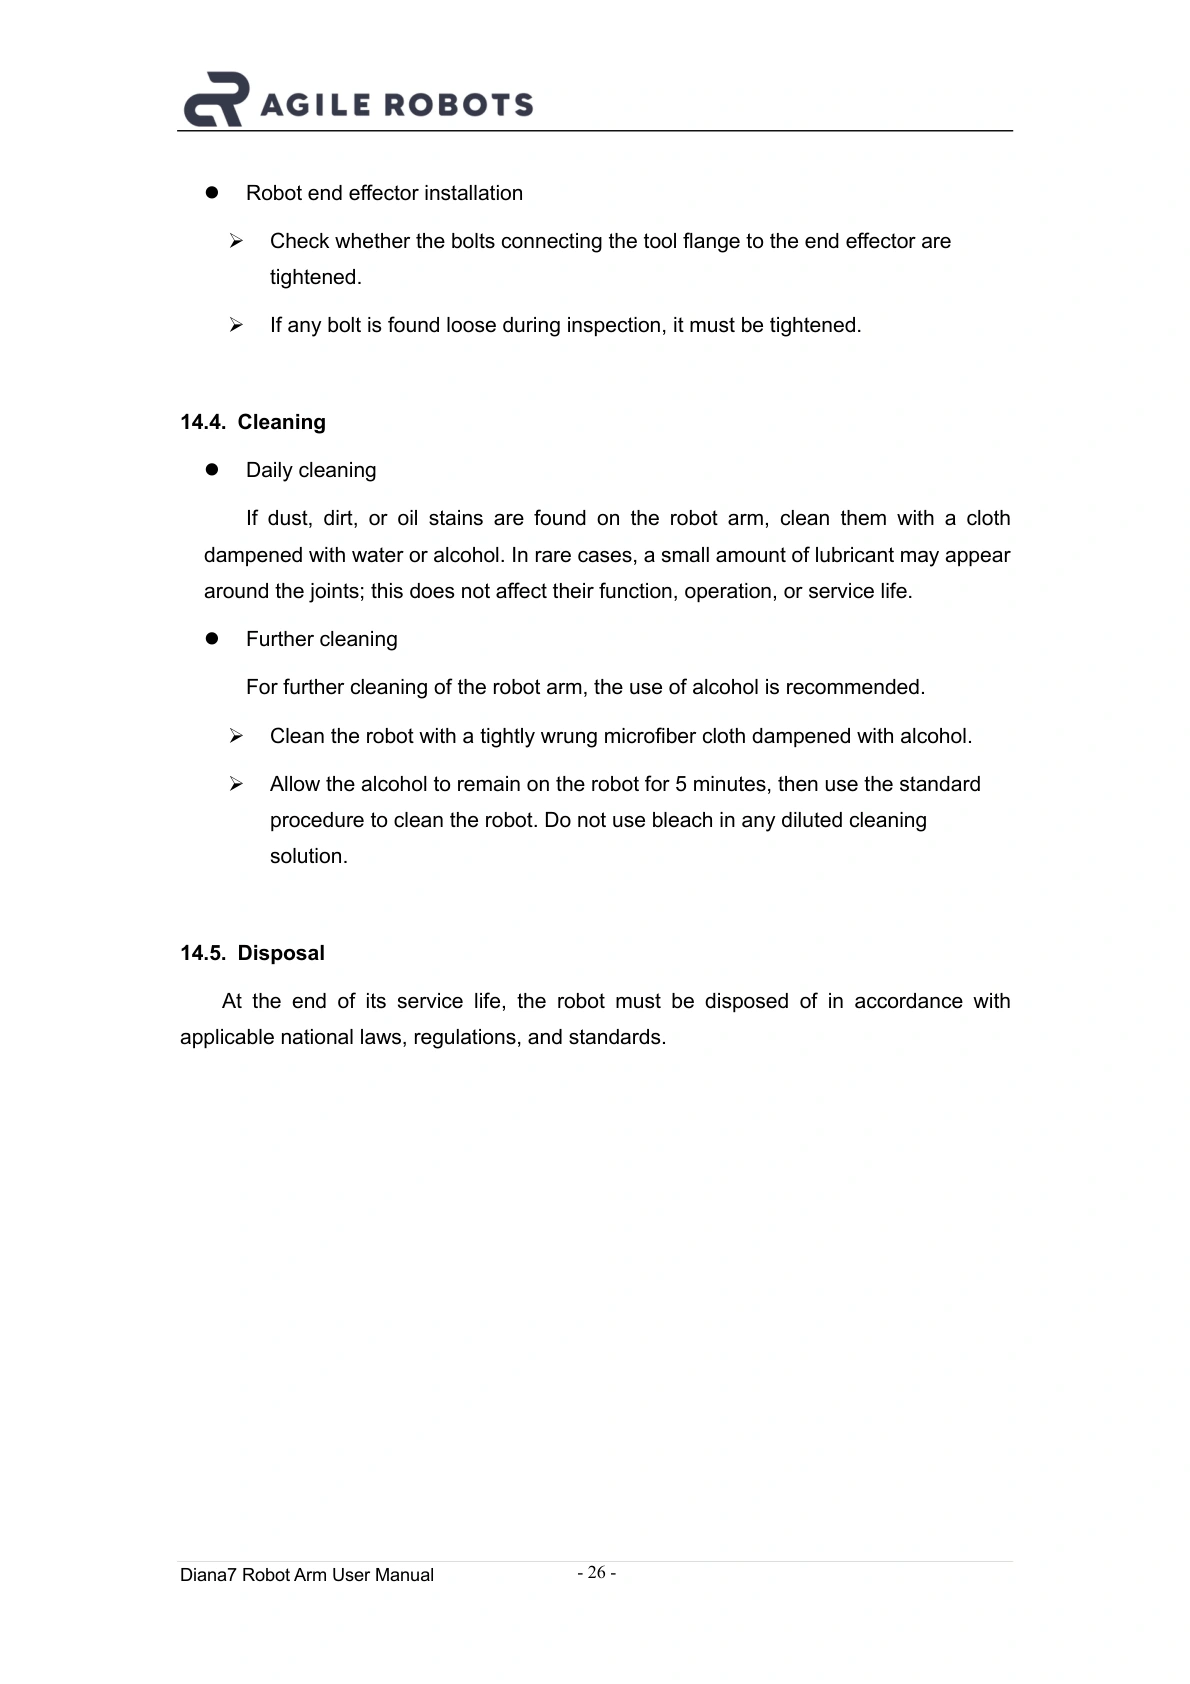 AGILE ROBOTS
● Robot end effector installation
➢ Check whether the bolts connecting the tool flange to the end effector are
tightened.
➢ If any bolt is found loose during inspection, it must be tightened.
14.4. Cleaning
● Daily cleaning
If dust, dirt, or oil stains are found on the robot arm, clean them with a cloth
dampened with water or alcohol. In rare cases, a small amount of lubricant may appear
around the joints; this does not affect their function, operation, or service life.
● Further cleaning
For further cleaning of the robot arm, the use of alcohol is recommended.
➢ Clean the robot with a tightly wrung microfiber cloth dampened with alcohol.
➢ Allow the alcohol to remain on the robot for 5 minutes, then use the standard
procedure to clean the robot. Do not use bleach in any diluted cleaning
solution.
14.5. Disposal
At the end of its service life, the robot must be disposed of in accordance with
applicable national laws, regulations, and standards.
Diana7 Robot Arm User Manual - 26 -